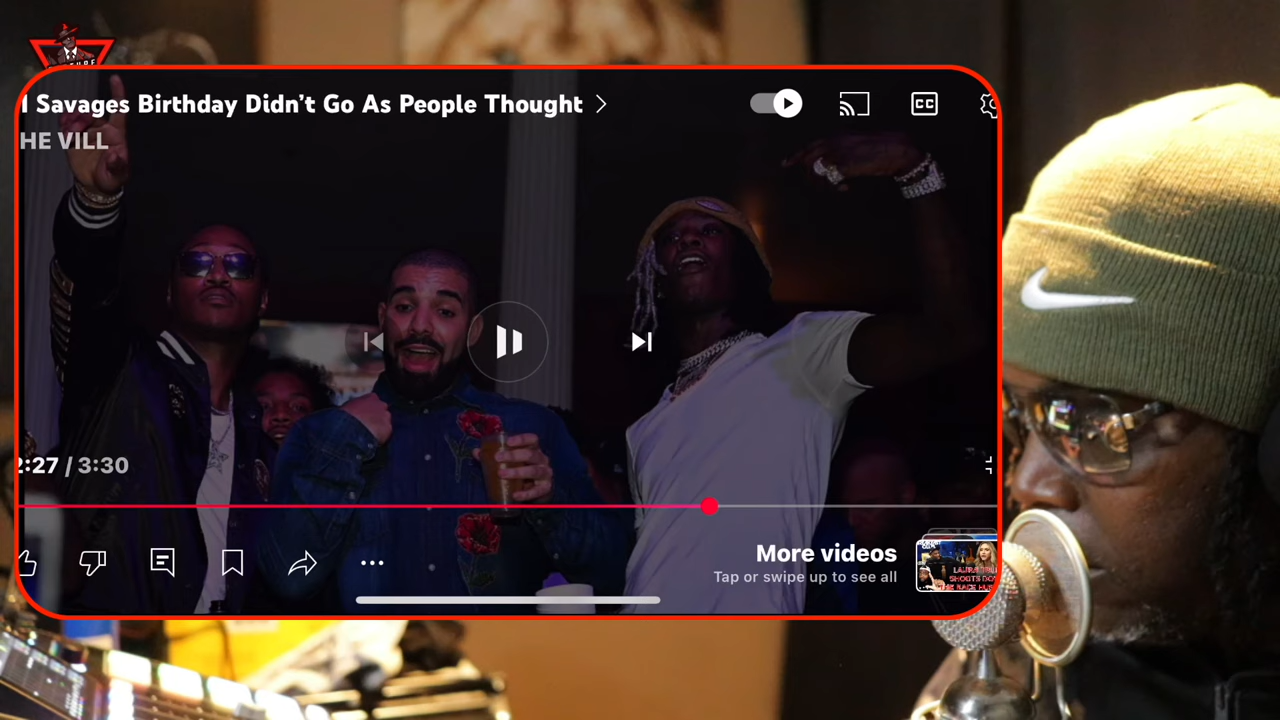 Savages Birthday Didn't Go As People Thought
HE VILL
CC
2:27 / 3:30
More videos
Tap or swipe up to see all